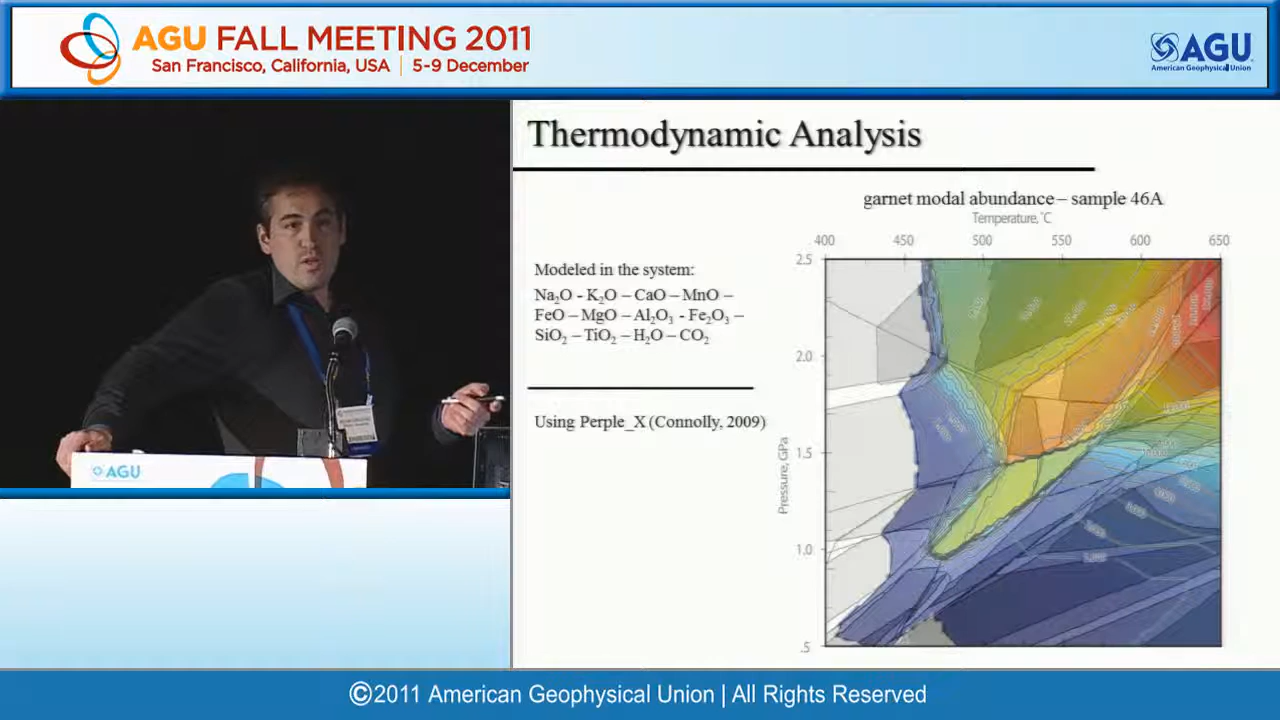 AGU FALL MEETING 2011
San Francisco, California, USA | 5-9 December
AGU
American Geophysical Union
Thermodynamic Analysis
garnet modal abundance – sample 46A
Temperature, °C
400 450 500 550 600 650
Modeled in the system:
Na₂O - K₂O – CaO – MnO –
FeO – MgO – Al₂O₃ - Fe₂O₃ –
SiO₂ – TiO₂ – H₂O – CO₂
Using Perple_X (Connolly, 2009)
Pressure, GPa
2.5
2.0
1.5
1.0
.5
AGU
©2011 American Geophysical Union | All Rights Reserved